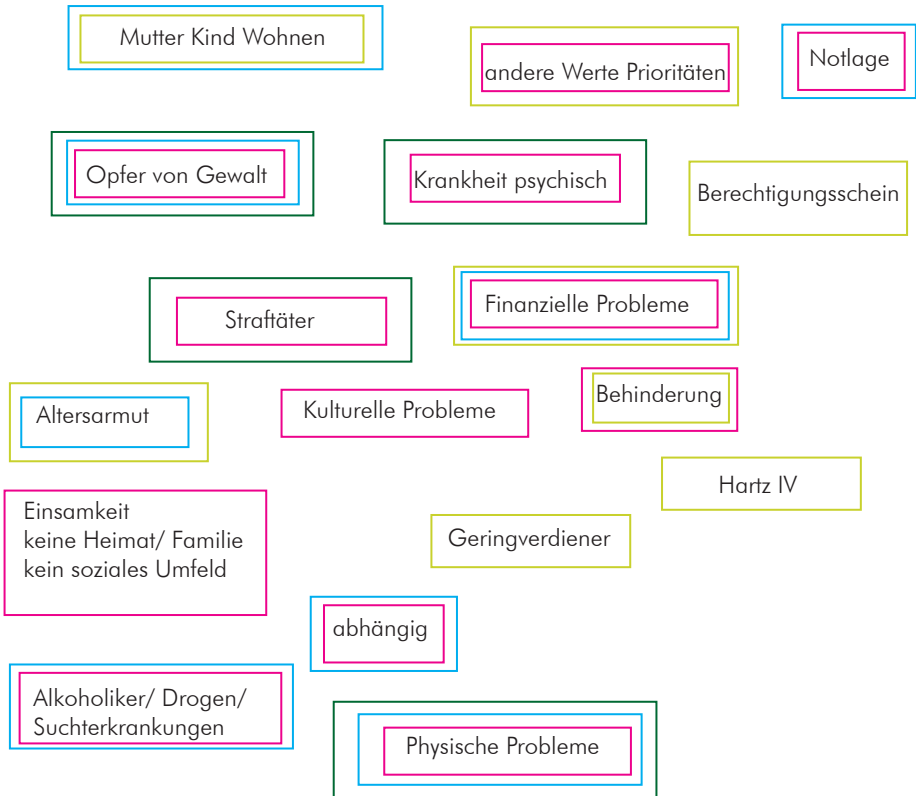 Mutter Kind Wohnen
andere Werte Prioritäten
Notlage
Opfer von Gewalt
Krankheit psychisch
Berechtigungsschein
Straftäter
Finanzielle Probleme
Altersarmut
Kulturelle Probleme
Behinderung
Hartz IV
Einsamkeit
keine Heimat/ Familie
kein soziales Umfeld
Geringverdiener
abhängig
Alkoholiker/ Drogen/
Suchterkrankungen
Physische Probleme